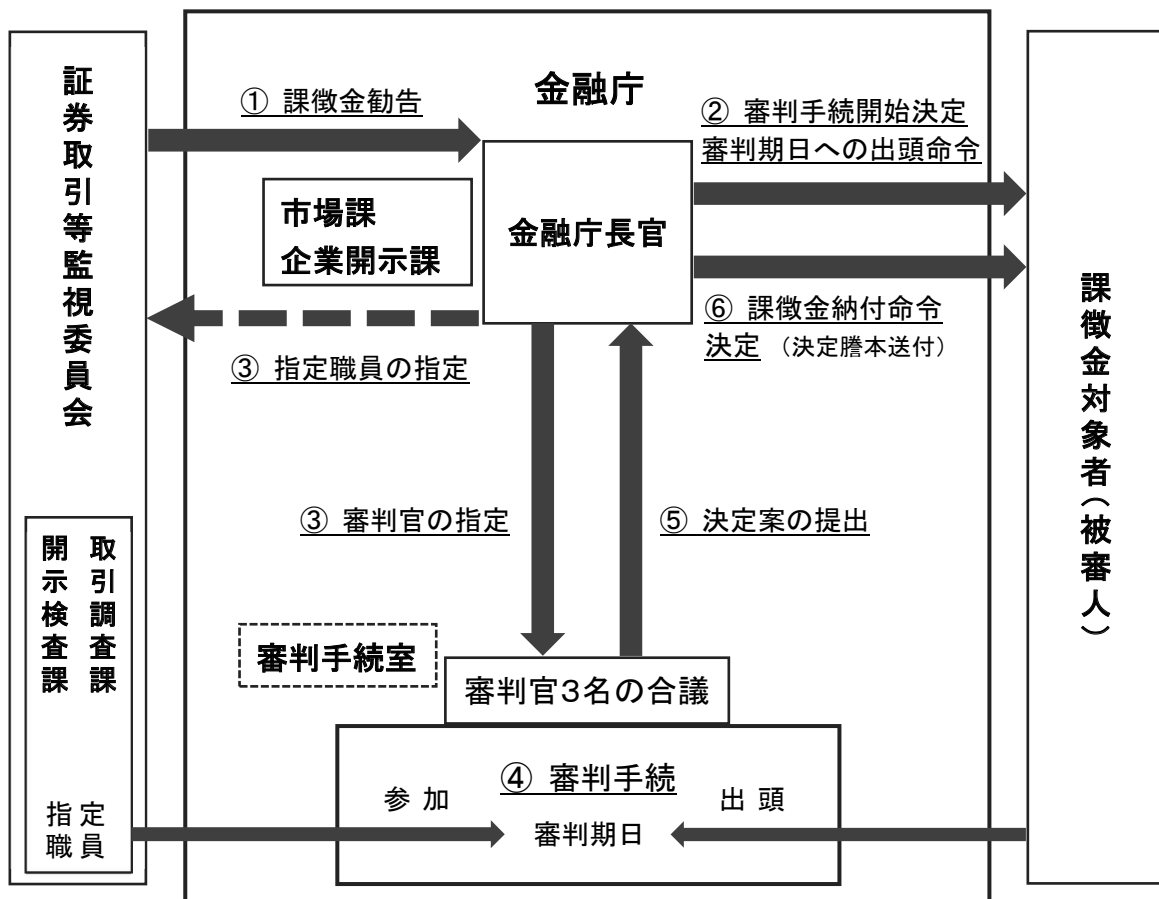 証券取引等監視委員会
金融庁
① 課徴金勧告
② 審判手続開始決定
審判期日への出頭命令
市場課
企業開示課
金融庁長官
③ 指定職員の指定
⑥ 課徴金納付命令
決定 （決定謄本送付）
課徴金対象者（被審人）
③ 審判官の指定
⑤ 決定案の提出
取引調査課
開示検査課
審判手続室
審判官3名の合議
④ 審判手続
参加
出頭
審判期日
指定
職員